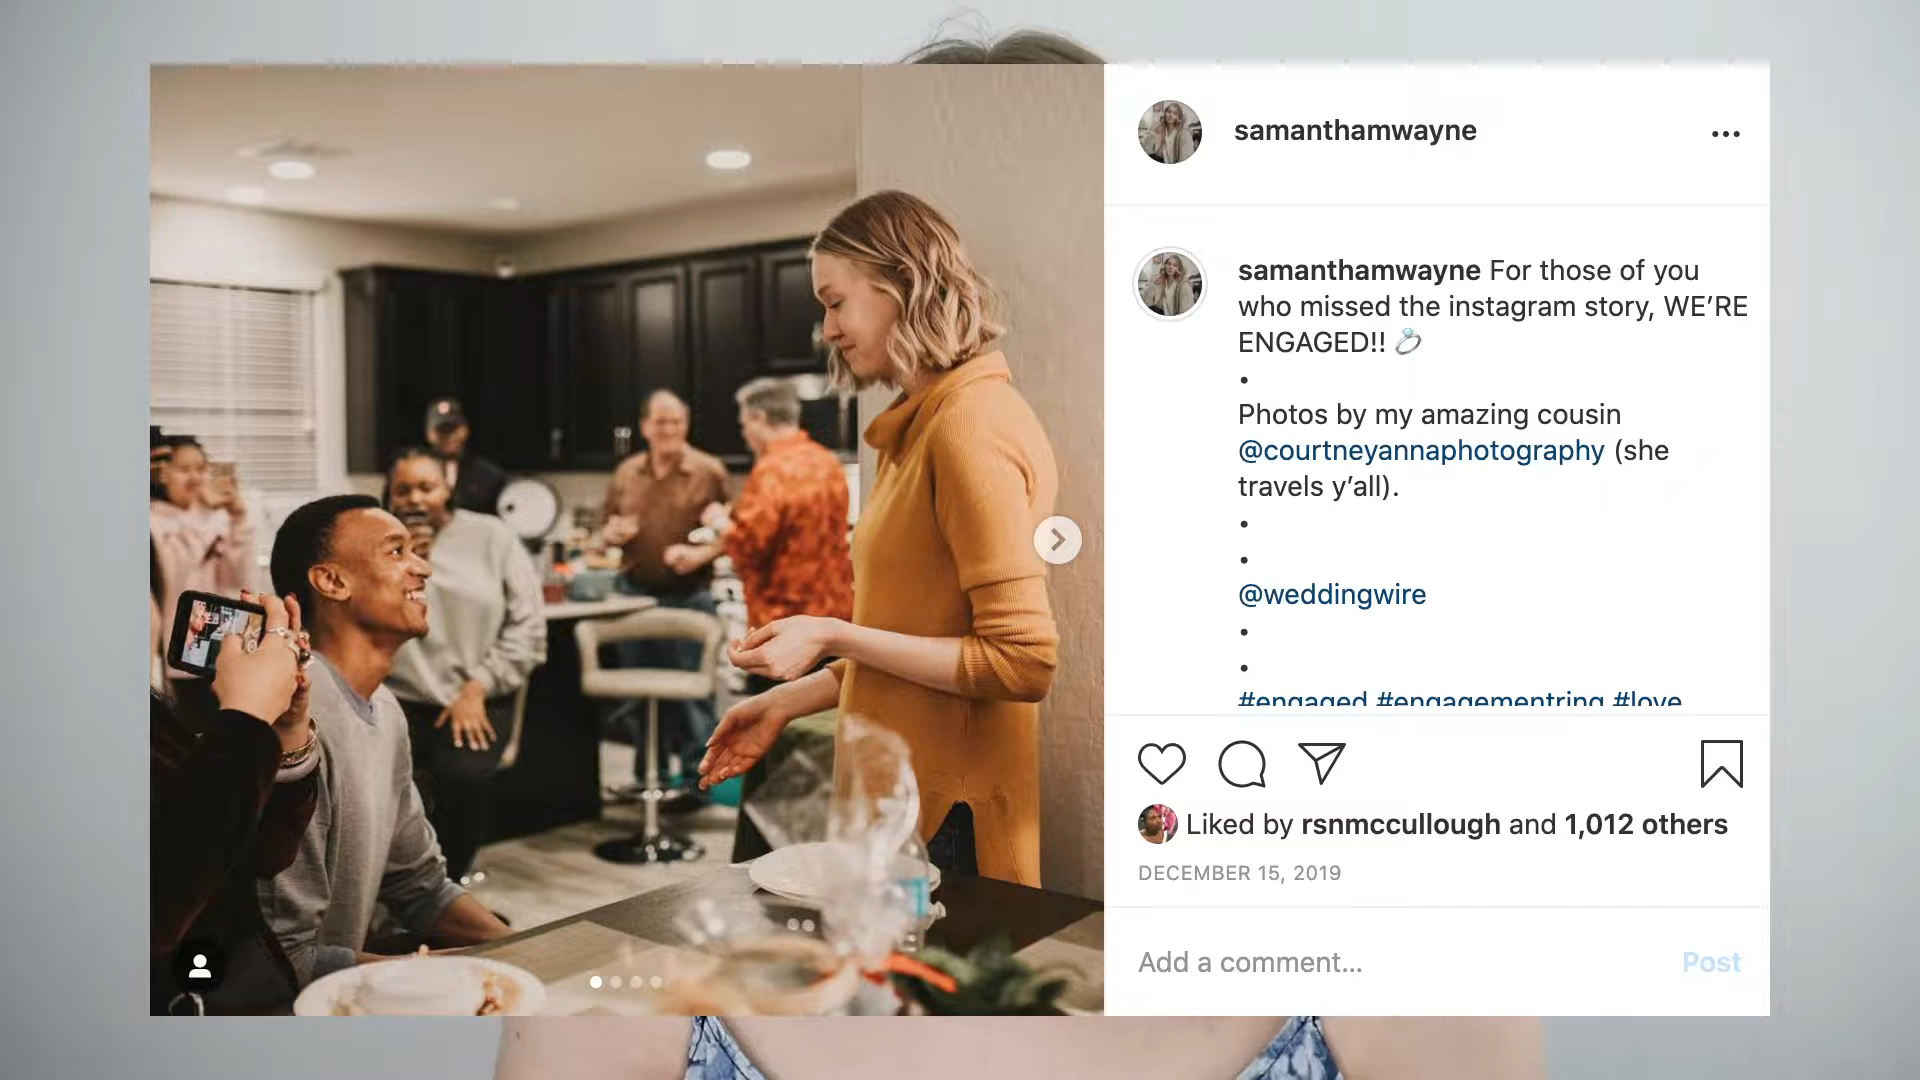 samanthamwayne
samanthamwayne For those of you
who missed the instagram story, WE’RE
ENGAGED!! 💍
•
Photos by my amazing cousin
@courtneyannaphotography (she
travels y’all).
•
•
@weddingwire
•
•
#engaged #engagementring #love
Liked by rsnmccullough and 1,012 others
DECEMBER 15, 2019
Add a comment...
Post